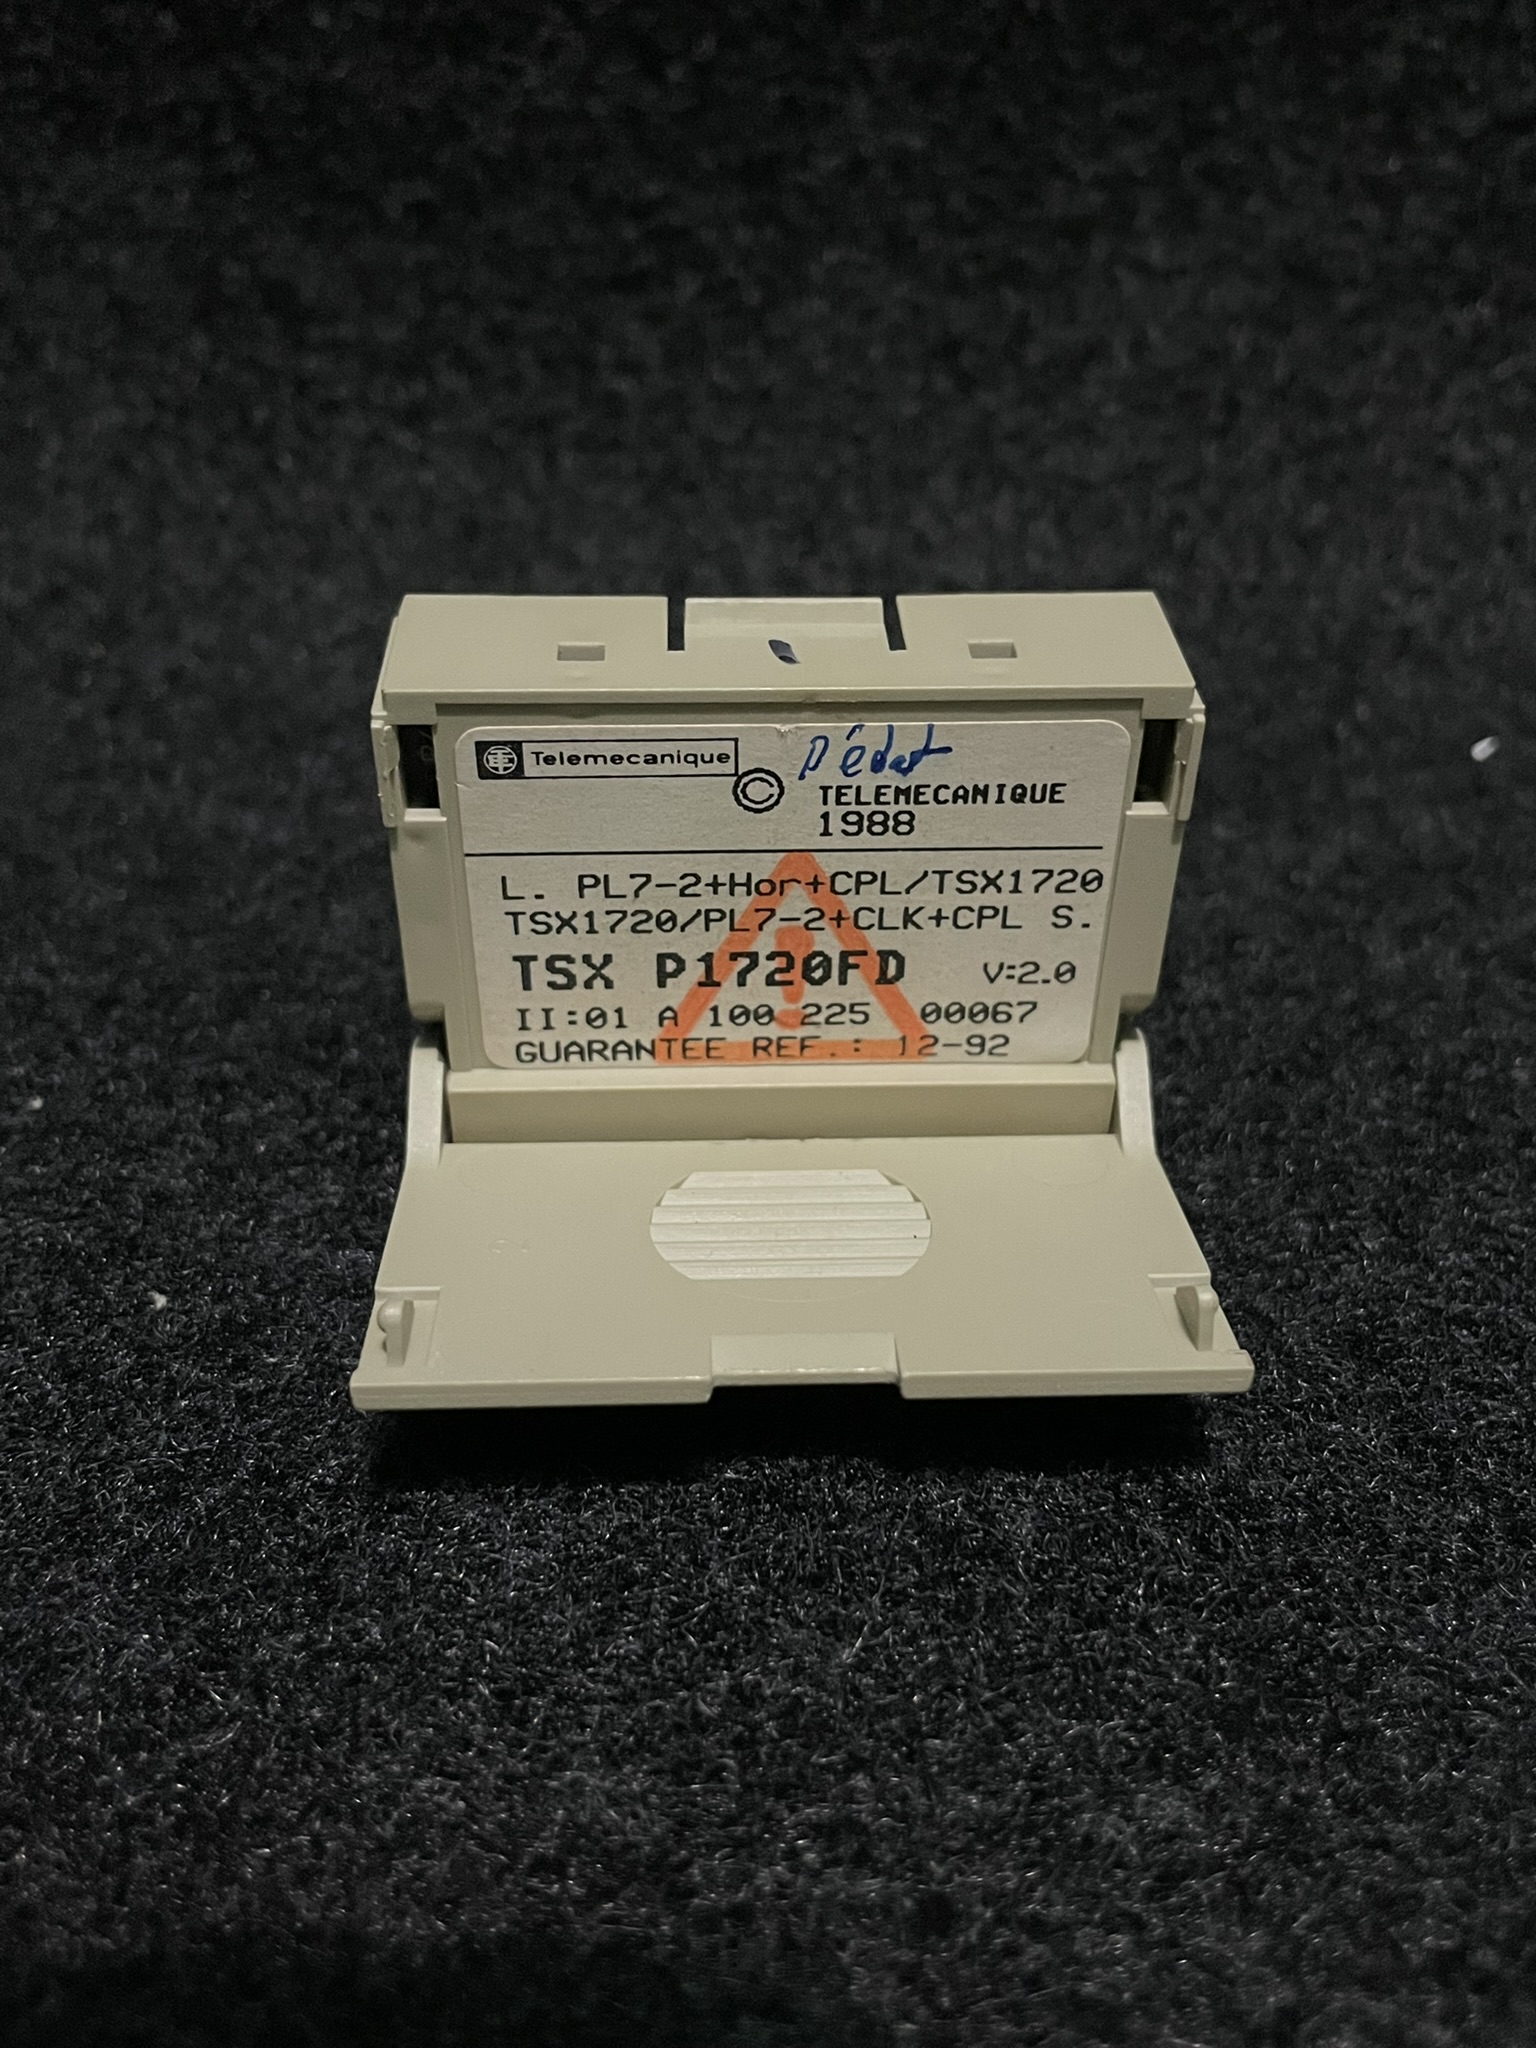 Telemecanique
©
TELEMECANIQUE
1988
L. PL7-2+Hor+CPL/TSX1720
TSX1720/PL7-2+CLK+CPL S.
TSX P1720FD V:2.0
II:01 A 100 225 00067
GUARANTEE REF.: 12-92